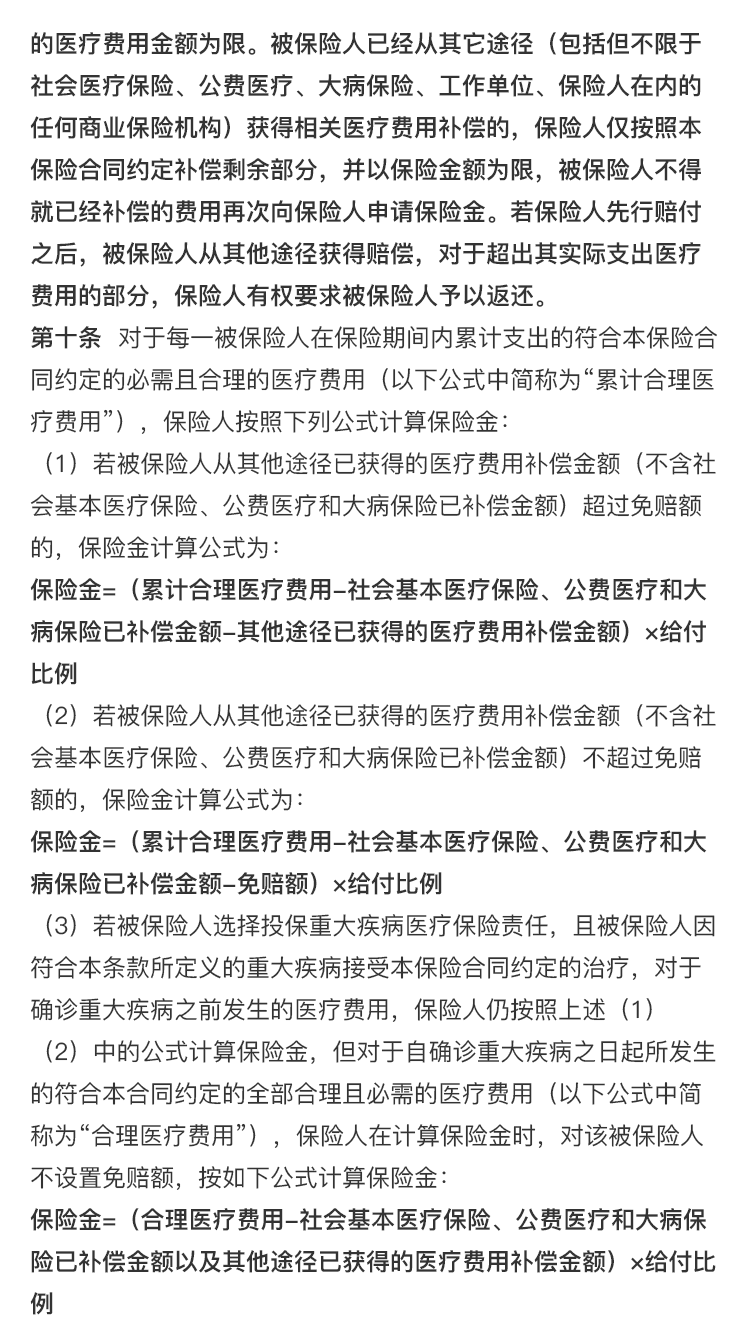 的医疗费用金额为限。被保险人已经从其它途径（包括但不限于
社会医疗保险、公费医疗、大病保险、工作单位、保险人在内的
任何商业保险机构）获得相关医疗费用补偿的，保险人仅按照本
保险合同约定补偿剩余部分，并以保险金额为限，被保险人不得
就已经补偿的费用再次向保险人申请保险金。若保险人先行赔付
之后，被保险人从其他途径获得赔偿，对于超出其实际支出医疗
费用的部分，保险人有权要求被保险人予以返还。
第十条 对于每一被保险人在保险期间内累计支出的符合本保险合
同约定的必需且合理的医疗费用（以下公式中简称为“累计合理医
疗费用”），保险人按照下列公式计算保险金：
（1）若被保险人从其他途径已获得的医疗费用补偿金额（不含社
会基本医疗保险、公费医疗和大病保险已补偿金额）超过免赔额
的，保险金计算公式为：
保险金=（累计合理医疗费用–社会基本医疗保险、公费医疗和大
病保险已补偿金额–其他途径已获得的医疗费用补偿金额）×给付
比例
（2）若被保险人从其他途径已获得的医疗费用补偿金额（不含社
会基本医疗保险、公费医疗和大病保险已补偿金额）不超过免赔
额的，保险金计算公式为：
保险金=（累计合理医疗费用–社会基本医疗保险、公费医疗和大
病保险已补偿金额–免赔额）×给付比例
（3）若被保险人选择投保重大疾病医疗保险责任，且被保险人因
符合本条款所定义的重大疾病接受本保险合同约定的治疗，对于
确诊重大疾病之前发生的医疗费用，保险人仍按照上述（1）
（2）中的公式计算保险金，但对于自确诊重大疾病之日起所发生
的符合本合同约定的全部合理且必需的医疗费用（以下公式中简
称为“合理医疗费用”），保险人在计算保险金时，对该被保险人
不设置免赔额，按如下公式计算保险金：
保险金=（合理医疗费用–社会基本医疗保险、公费医疗和大病保
险已补偿金额以及其他途径已获得的医疗费用补偿金额）×给付比
例